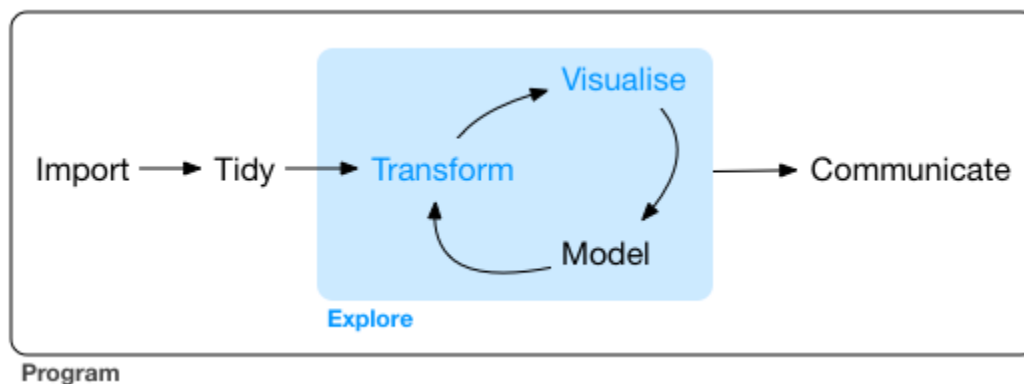 Visualise
Import Tidy Transform Communicate
Model
Explore
Program